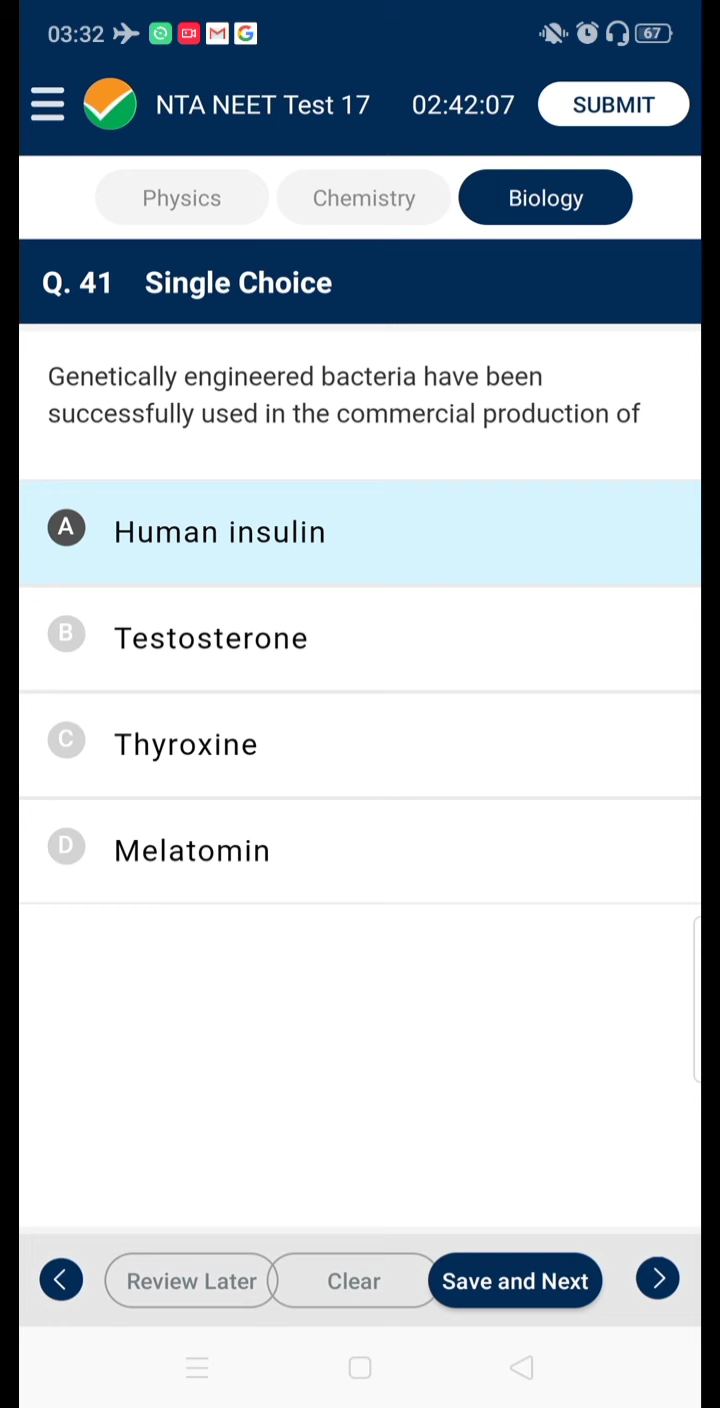 03:32 67
NTA NEET Test 17 02:42:07 SUBMIT
Physics Chemistry Biology
Q. 41 Single Choice
Genetically engineered bacteria have been
successfully used in the commercial production of
A Human insulin
B Testosterone
C Thyroxine
D Melatomin
Review Later Clear Save and Next